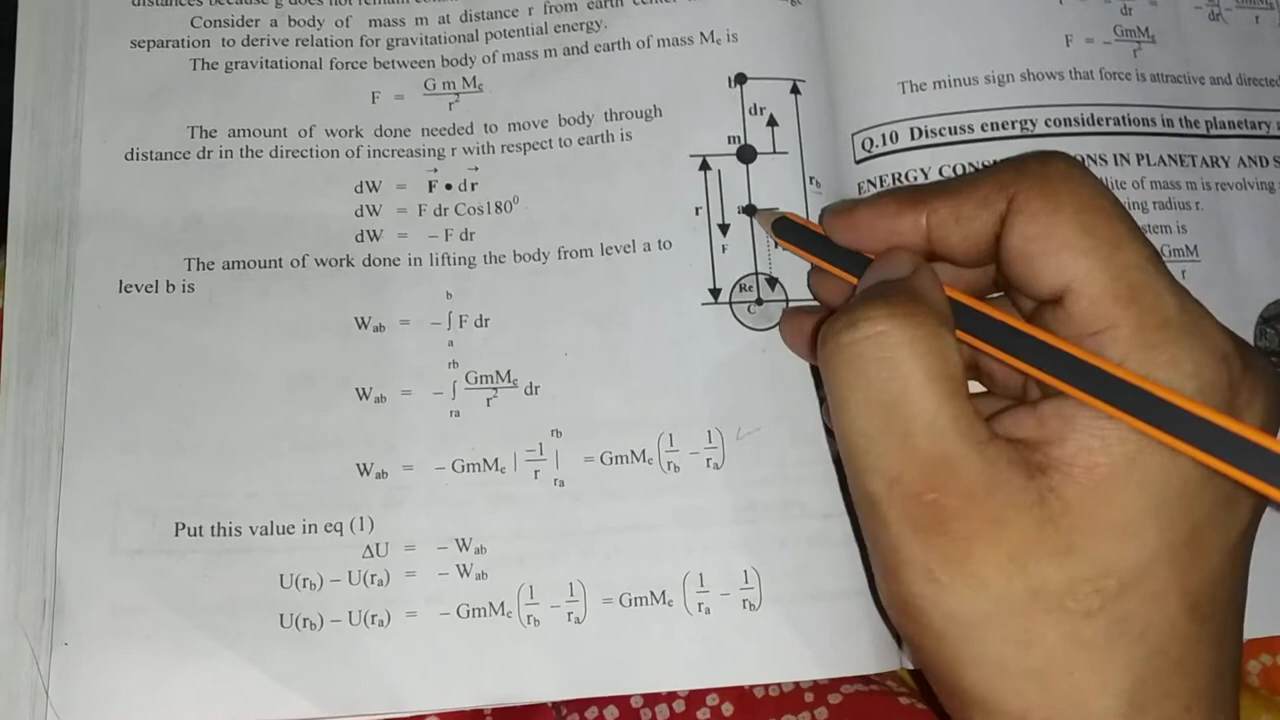 Consider a body of mass m at distance r from earth
separation to derive relation for gravitational potential energy.
The gravitational force between body of mass m and earth of mass Mₑ is
F = G m Mₑ / r²
The amount of work done needed to move body through
distance dr in the direction of increasing r with respect to earth is
dW = F⃗ • dr⃗
dW = F dr Cos180⁰
dW = – F dr
The amount of work done in lifting the body from level a to
level b is
Wab = – ∫ₐᵇ F dr
Wab = – ∫ (ra to rb) GmMₑ / r² dr
Wab = – GmMₑ | –1/r | (ra to rb) = GmMₑ (1/rb – 1/ra)
Put this value in eq (1)
ΔU = – Wab
U(rb) – U(ra) = – Wab
U(rb) – U(ra) = – GmMₑ (1/rb – 1/ra) = GmMₑ (1/ra – 1/rb)
b
dr
m
rb
r
a
F
Re
C
dr =
r
F = – GmMₑ / r²
The minus sign shows that force is attractive and directed
Q.10 Discuss energy considerations in the planetary
ENERGY ONS IN PLANETARY AND
of mass m is revolving
radius r.
is
GmM / r